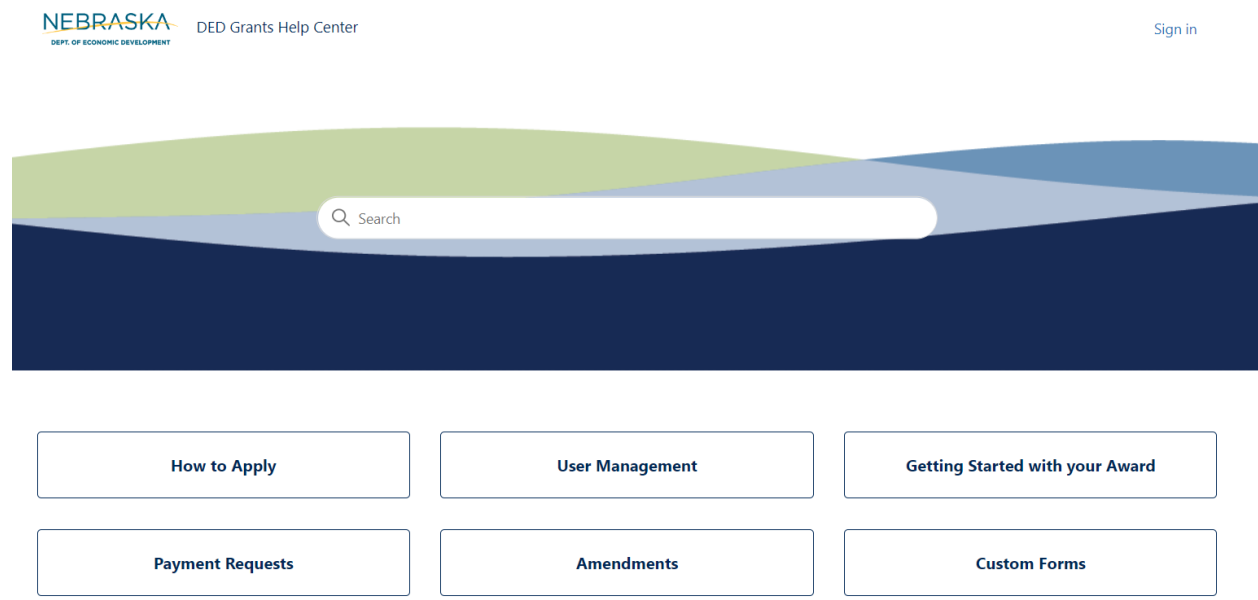 NEBRASKA
DEPT. OF ECONOMIC DEVELOPMENT
DED Grants Help Center
Sign in
Search
How to Apply
User Management
Getting Started with your Award
Payment Requests
Amendments
Custom Forms